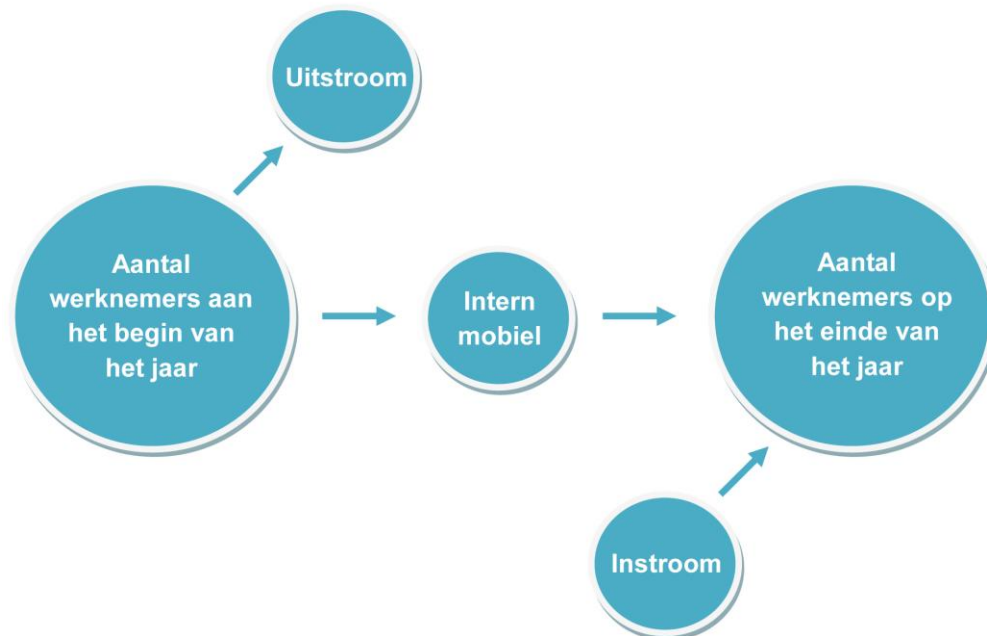 Uitstroom
Aantal
werknemers aan
het begin van
het jaar
Intern
mobiel
Aantal
werknemers op
het einde van
het jaar
Instroom